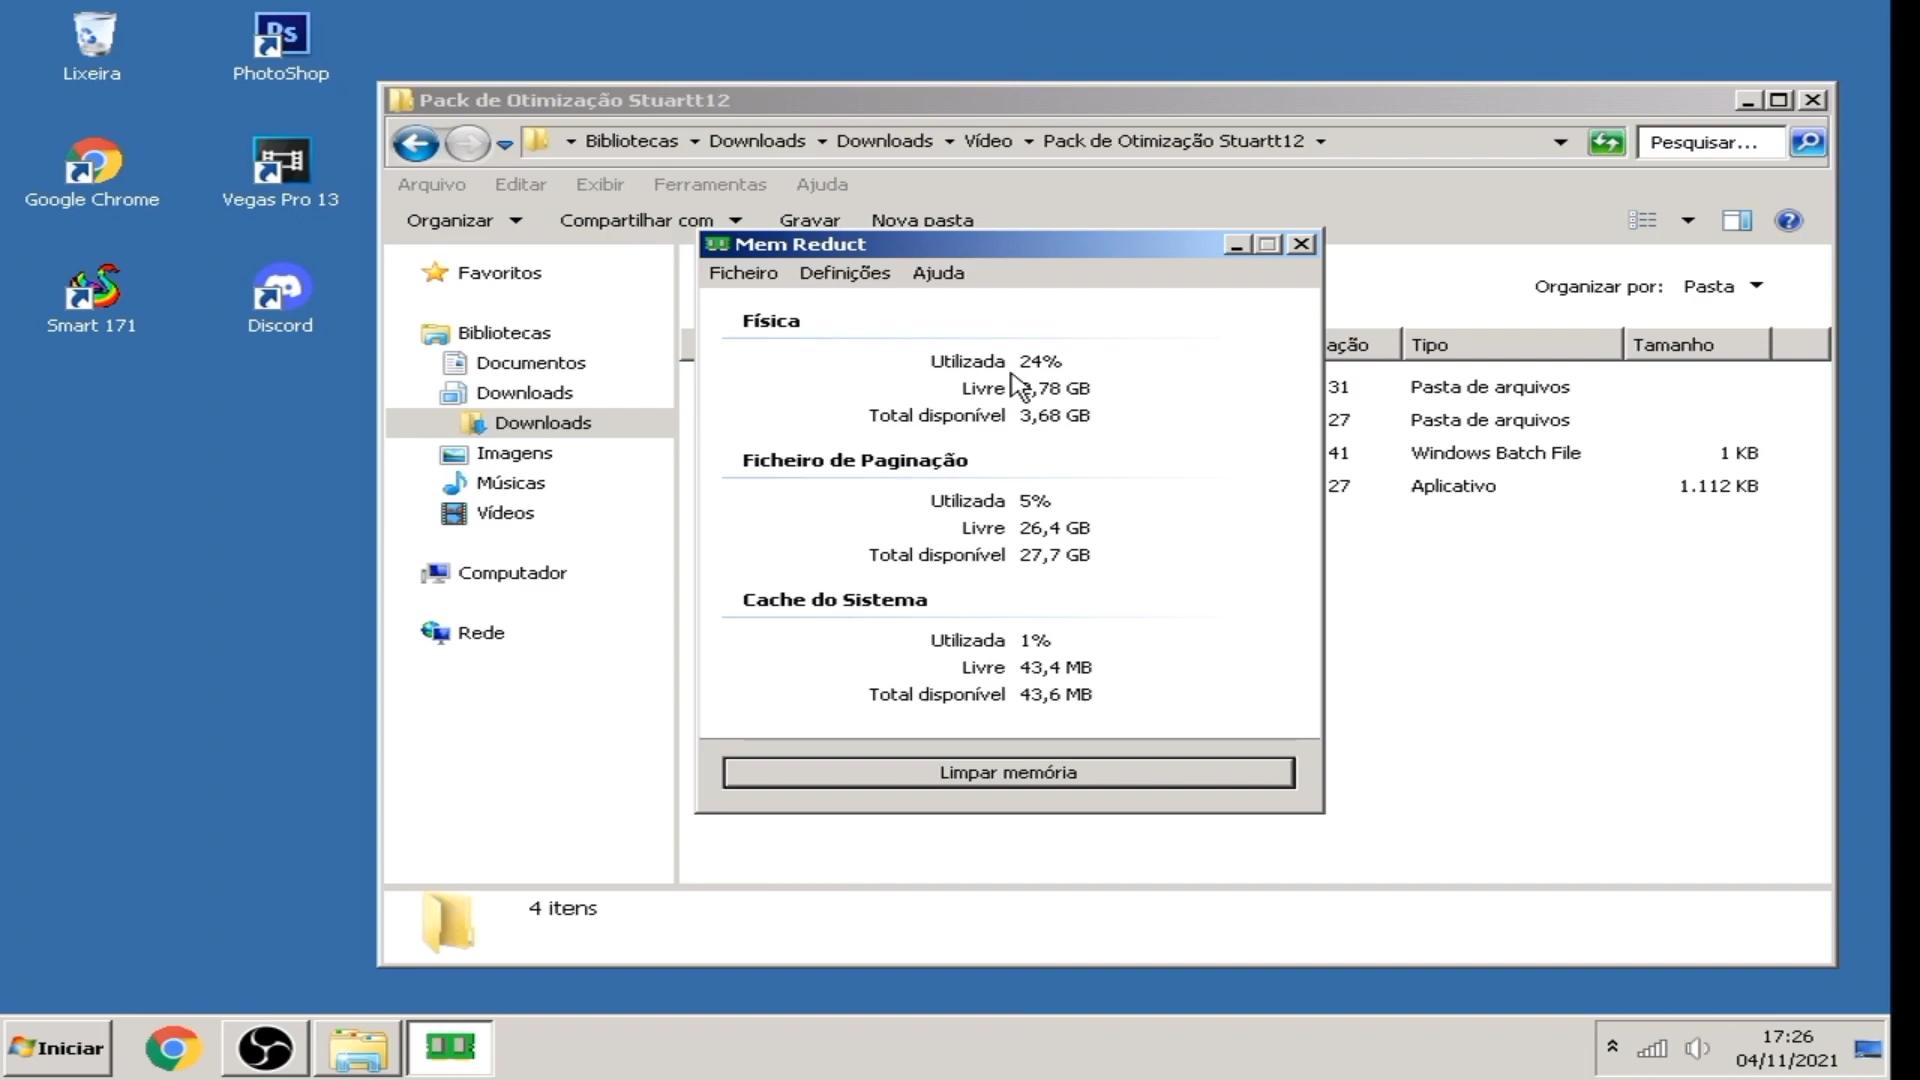 Lixeira
PhotoShop
Google Chrome
Vegas Pro 13
Smart 171
Discord
Pack de Otimização Stuartt12
Bibliotecas Downloads Downloads Vídeo Pack de Otimização Stuartt12
Pesquisar...
Arquivo Editar Exibir Ferramentas Ajuda
Organizar Compartilhar com Gravar Nova pasta
Favoritos
Bibliotecas
Documentos
Downloads
Downloads
Imagens
Músicas
Vídeos
Computador
Rede
Organizar por: Pasta
Tipo Tamanho
31 Pasta de arquivos
27 Pasta de arquivos
41 Windows Batch File 1 KB
27 Aplicativo 1.112 KB
Mem Reduct
Ficheiro Definições Ajuda
Física
Utilizada 24%
Livre ,78 GB
Total disponível 3,68 GB
Ficheiro de Paginação
Utilizada 5%
Livre 26,4 GB
Total disponível 27,7 GB
Cache do Sistema
Utilizada 1%
Livre 43,4 MB
Total disponível 43,6 MB
Limpar memória
4 itens
Iniciar
17:26
04/11/2021